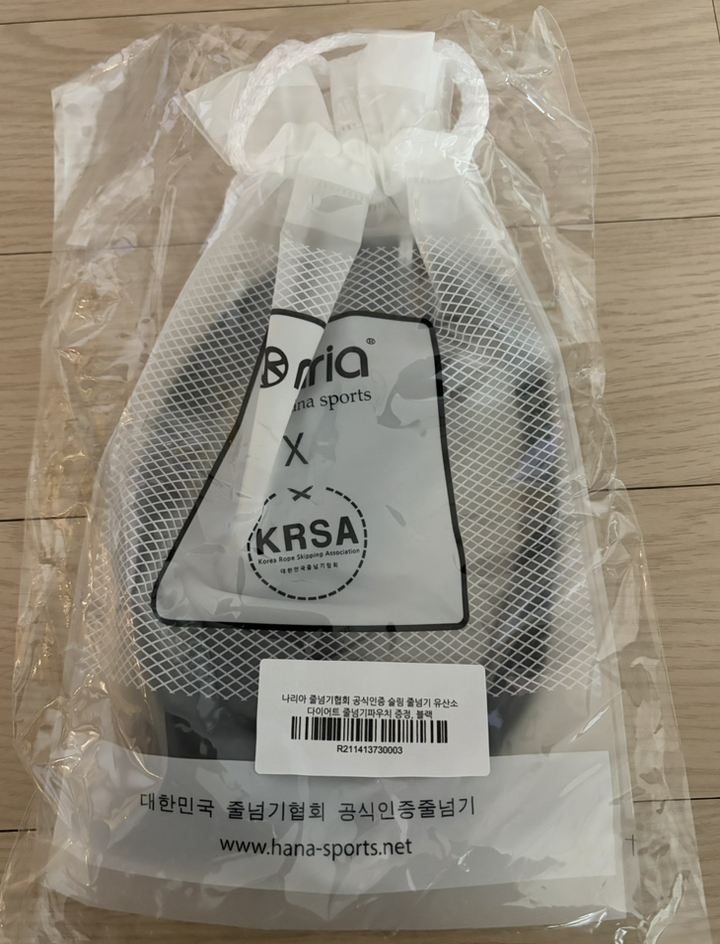 hana sports
X
KRSA
Korea Rope Skipping Association
대한민국줄넘기협회
나리아 줄넘기협회 공식인증 슬링 줄넘기 유산소
다이어트 줄넘기파우치 증정, 블랙
R211413730003
대한민국 줄넘기협회 공식인증줄넘기
www.hana-sports.net